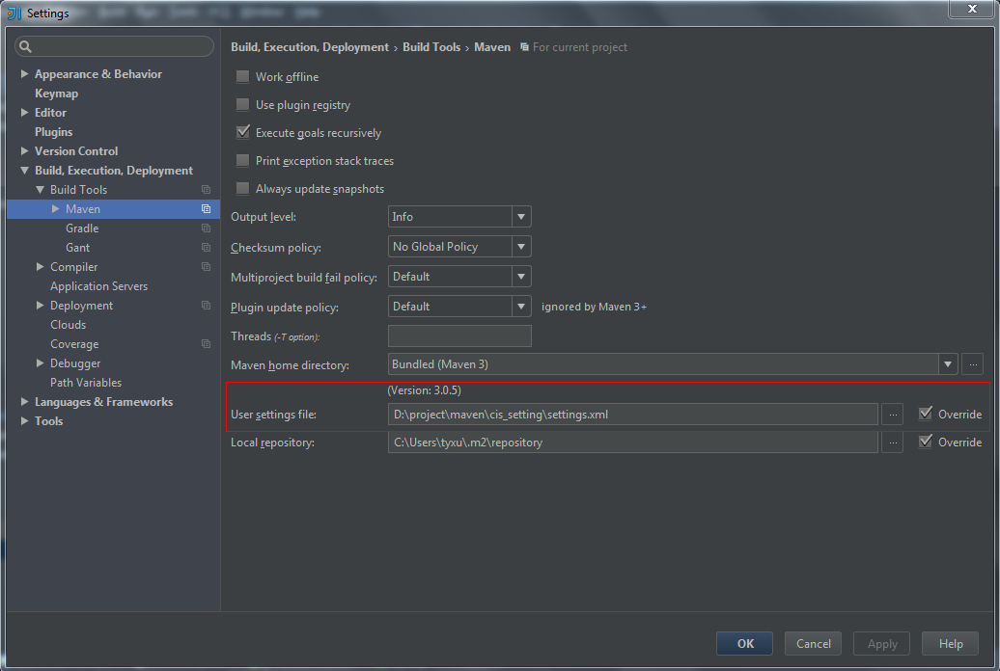 Settings
Appearance & Behavior
Keymap
Editor
Plugins
Version Control
Build, Execution, Deployment
Build Tools
Maven
Gradle
Gant
Compiler
Application Servers
Deployment
Clouds
Coverage
Debugger
Path Variables
Languages & Frameworks
Tools
Build, Execution, Deployment › Build Tools › Maven For current project
Work offline
Use plugin registry
Execute goals recursively
Print exception stack traces
Always update snapshots
Output level: Info
Checksum policy: No Global Policy
Multiproject build fail policy: Default
Plugin update policy: Default ignored by Maven 3+
Threads (-T option):
Maven home directory: Bundled (Maven 3) ...
(Version: 3.0.5)
User settings file: D:\project\maven\cis_setting\settings.xml ... Override
Local repository: C:\Users\tyxu\.m2\repository ... Override
OK Cancel Apply Help